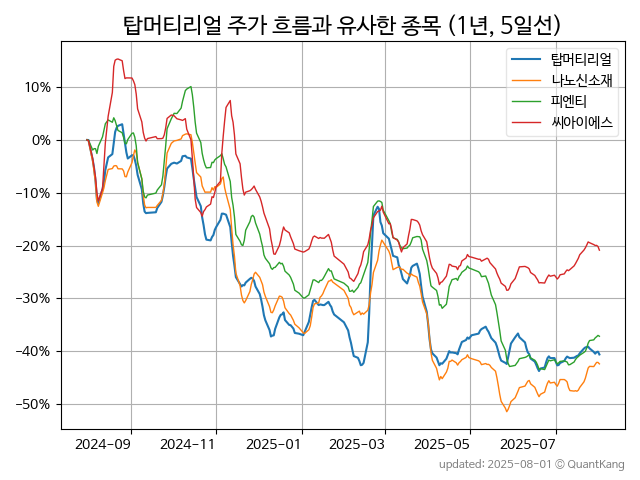 탑머티리얼 주가 흐름과 유사한 종목 (1년, 5일선)
탑머티리얼
나노신소재
피엔티
씨아이에스
10%
0%
−10%
−20%
−30%
−40%
−50%
2024-09
2024-11
2025-01
2025-03
2025-05
2025-07
updated: 2025-08-01 © QuantKang